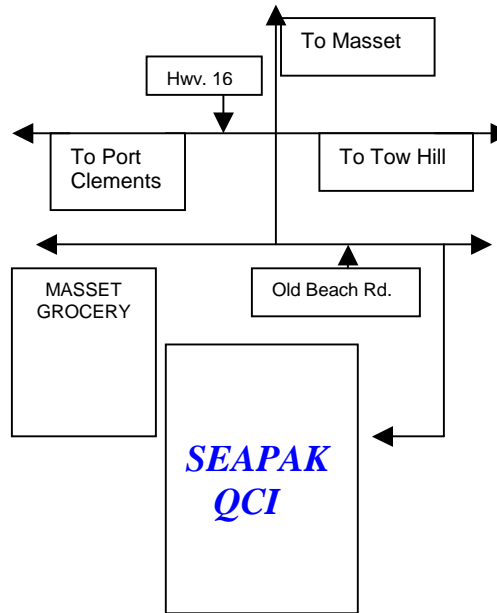 To Masset
Hwv. 16
To Port
Clements
To Tow Hill
MASSET
GROCERY
Old Beach Rd.
SEAPAK
QCI